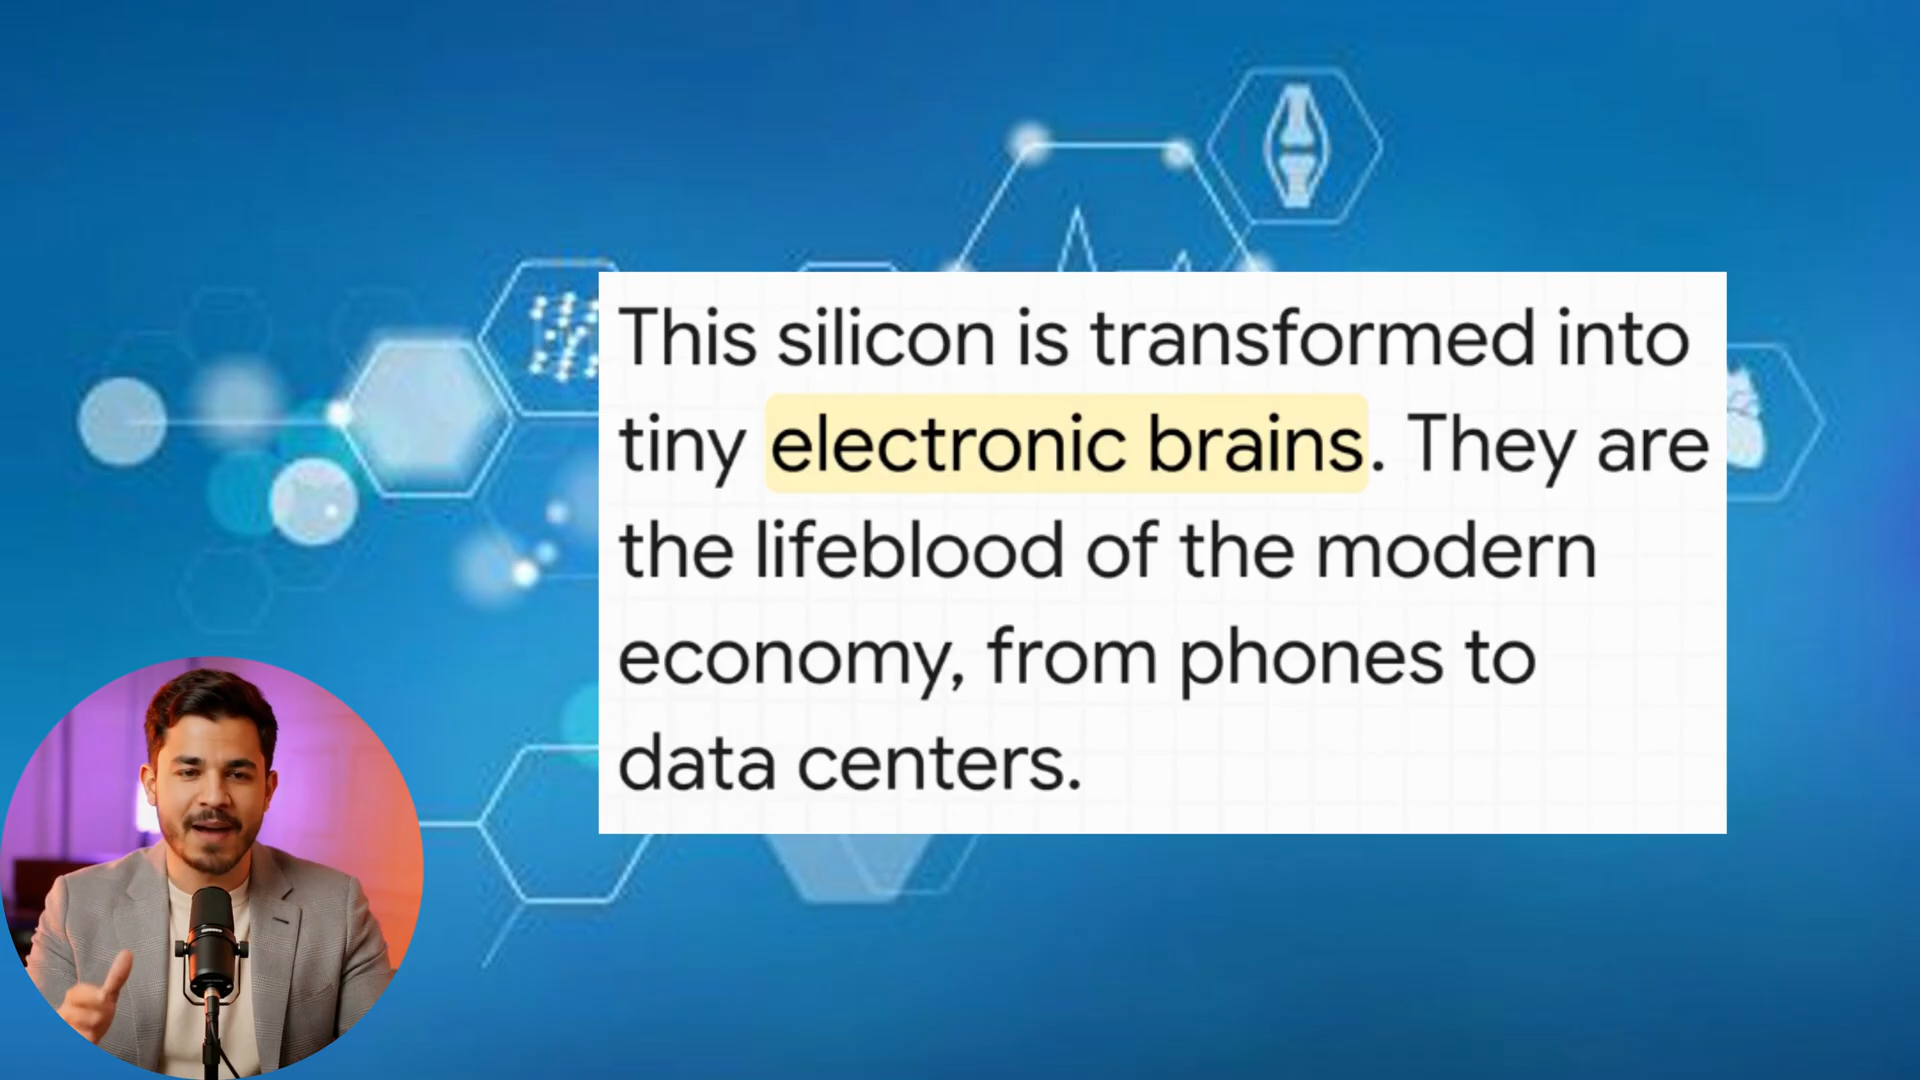 This silicon is transformed into
tiny electronic brains. They are
the lifeblood of the modern
economy, from phones to
data centers.